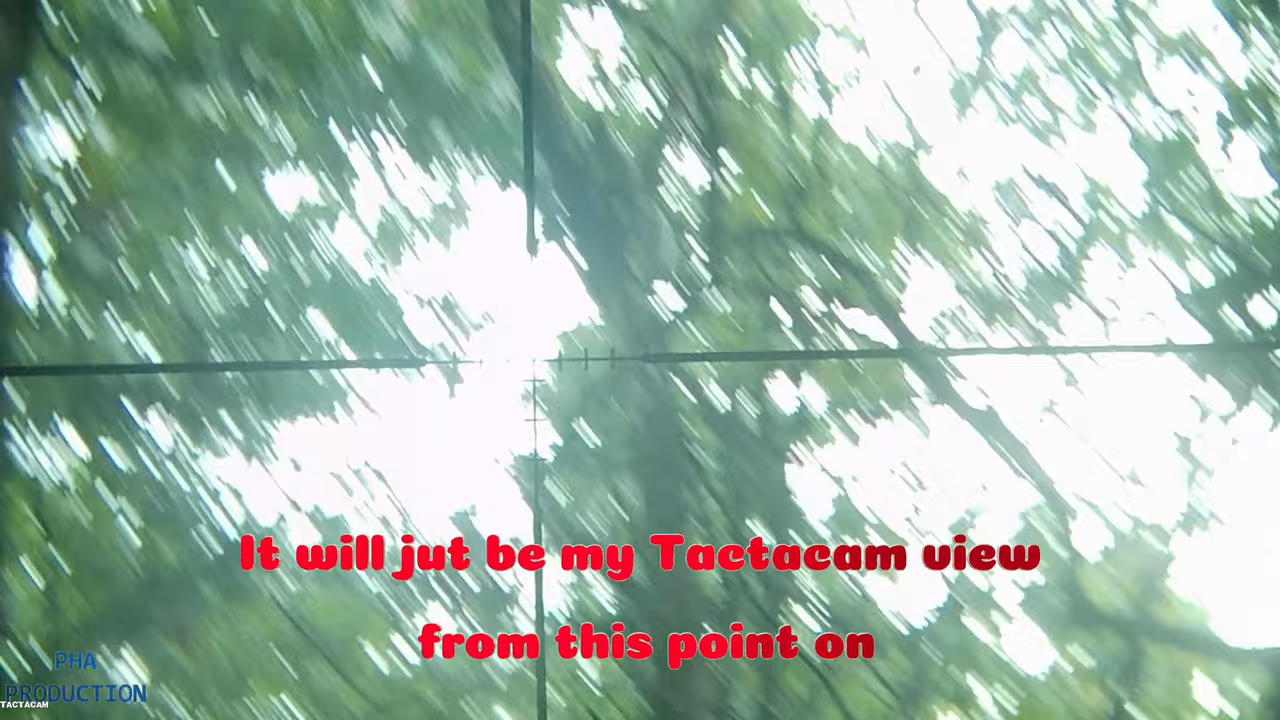 It will jut be my Tactacam view
from this point on
PHA
PRODUCTION
TACTACAM